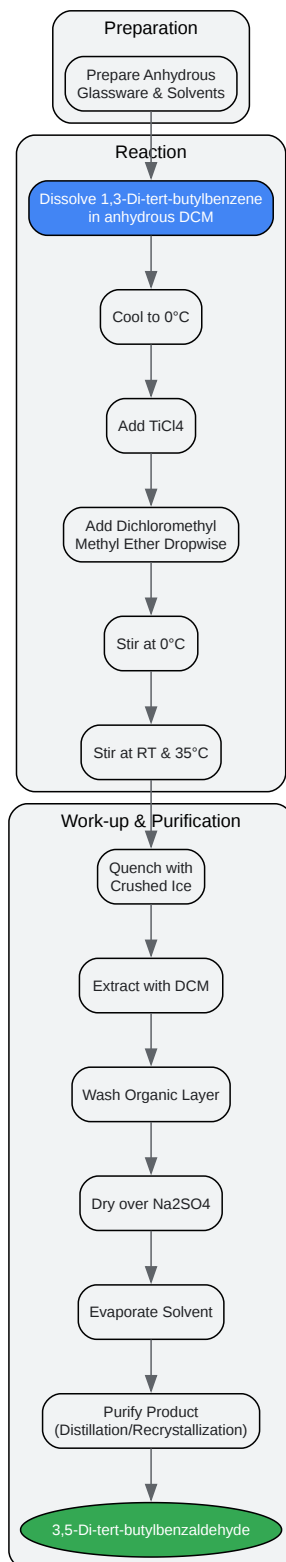 Preparation
Prepare Anhydrous
Glassware & Solvents
Reaction
Dissolve 1,3-Di-tert-butylbenzene
in anhydrous DCM
Cool to 0°C
Add TiCl4
Add Dichloromethyl
Methyl Ether Dropwise
Stir at 0°C
Stir at RT & 35°C
Work-up & Purification
Quench with
Crushed Ice
Extract with DCM
Wash Organic Layer
Dry over Na2SO4
Evaporate Solvent
Purify Product
(Distillation/Recrystallization)
3,5-Di-tert-butylbenzaldehyde